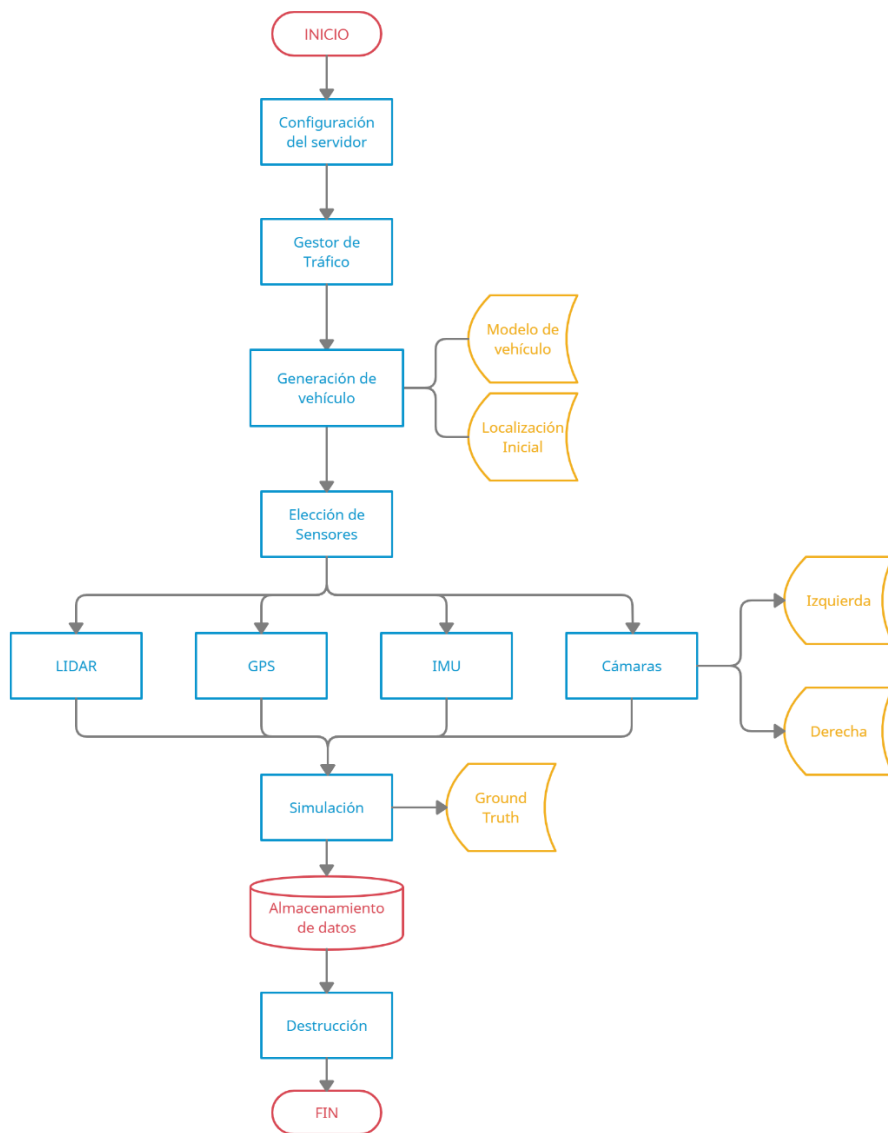 INICIO
Configuración
del servidor
Gestor de
Tráfico
Modelo de
vehículo
Generación de
vehículo
Localización
Inicial
Elección de
Sensores
Izquierda
LIDAR
GPS
IMU
Cámaras
Derecha
Simulación
Ground
Truth
Almacenamiento
de datos
Destrucción
FIN